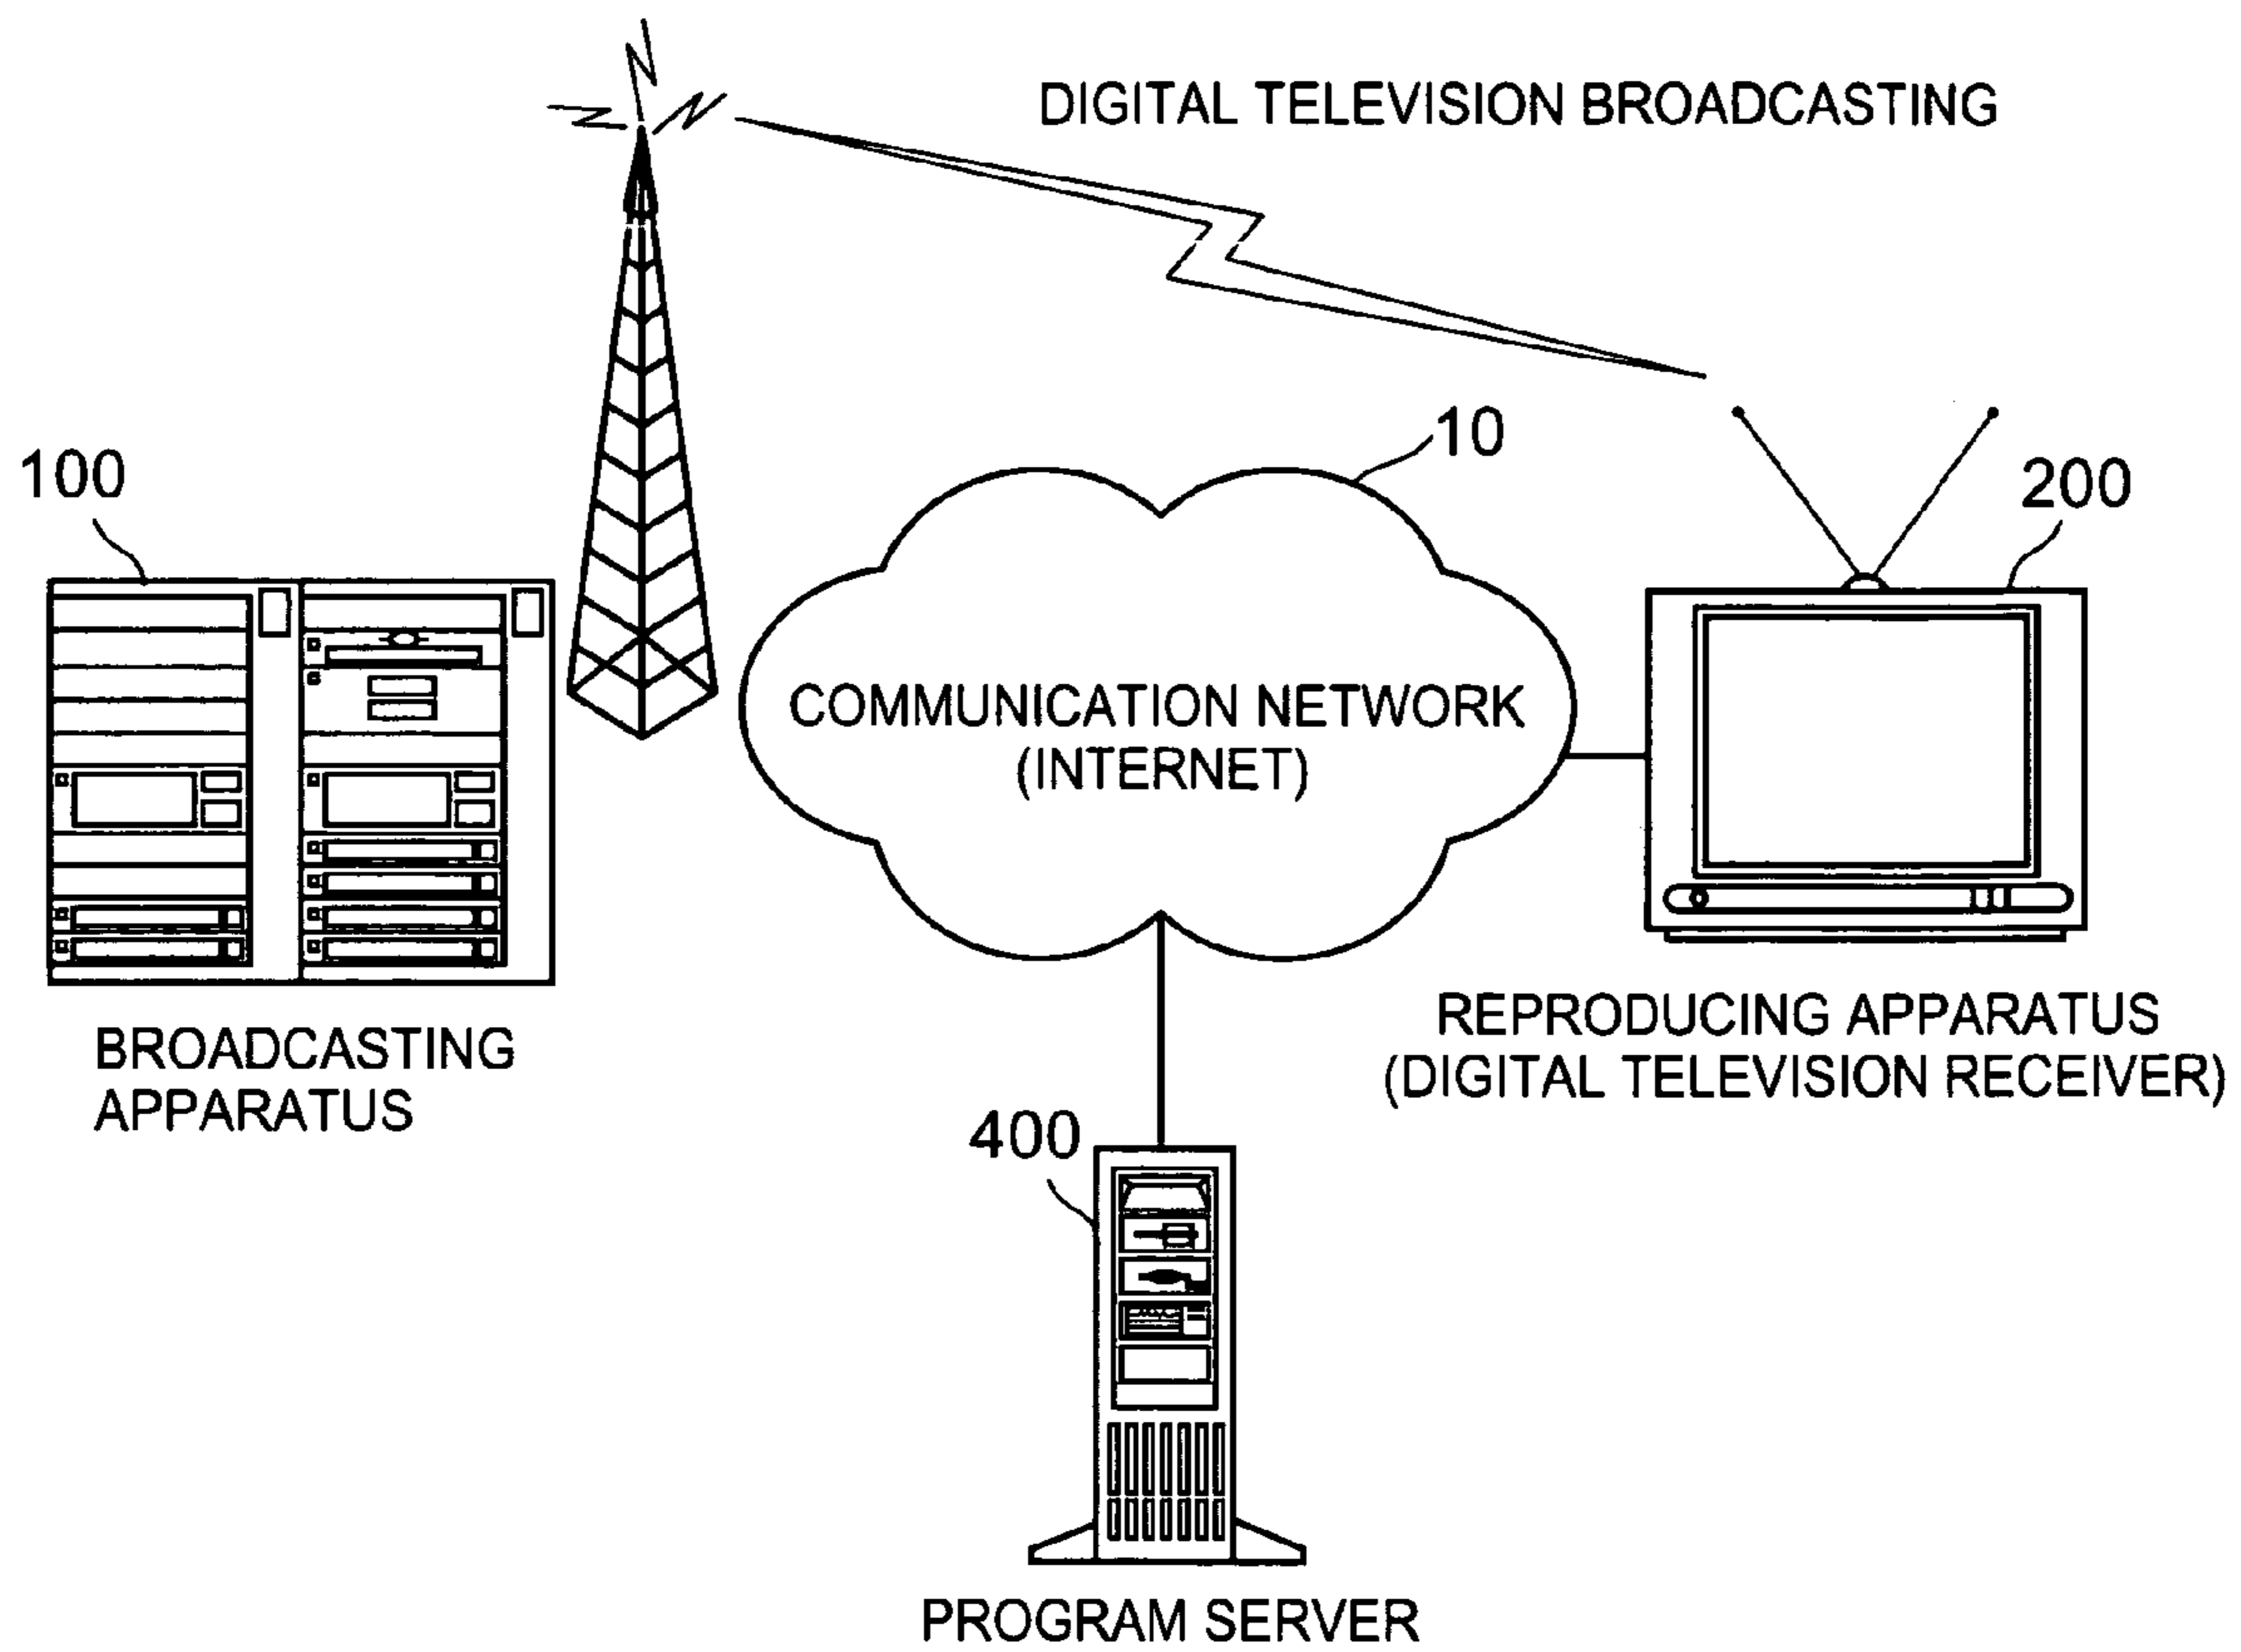 DIGITAL TELEVISION BROADCASTING
10
100
200
COMMUNICATION NETWORK
(INTERNET)
BROADCASTING
APPARATUS
REPRODUCING APPARATUS
(DIGITAL TELEVISION RECEIVER)
400
PROGRAM SERVER